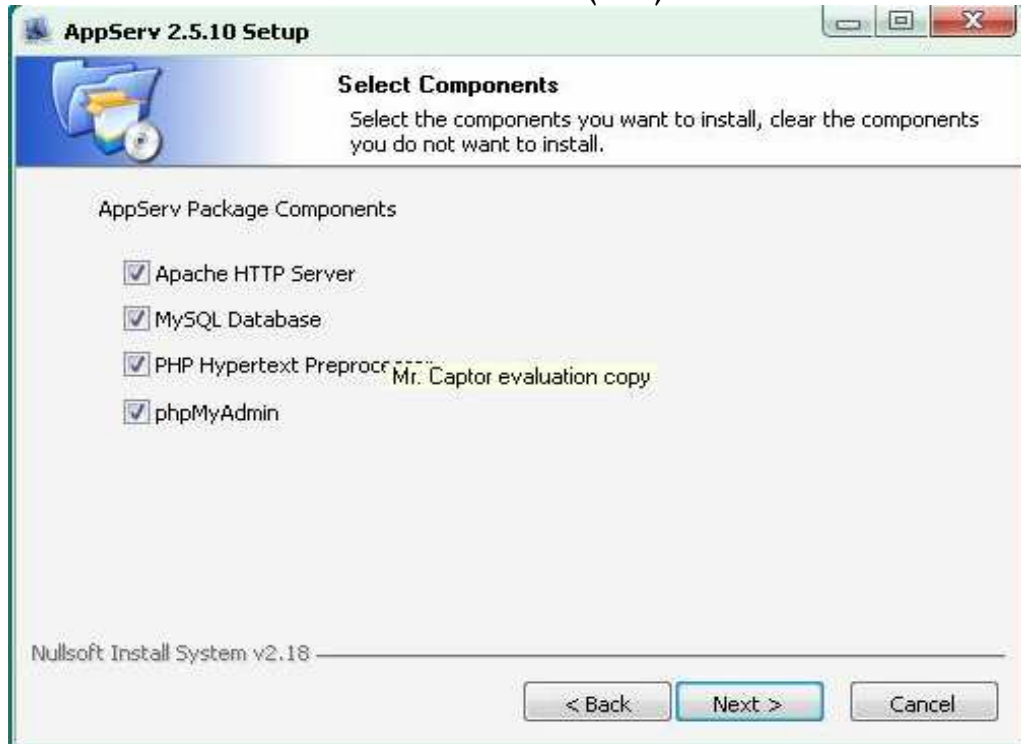 AppServ 2.5.10 Setup
Select Components
Select the components you want to install, clear the components
you do not want to install.
AppServ Package Components
Apache HTTP Server
MySQL Database
PHP Hypertext
Mr. Captor evaluation copy
phpMyAdmin
Nullsoft Install System v2.18
< Back Next > Cancel